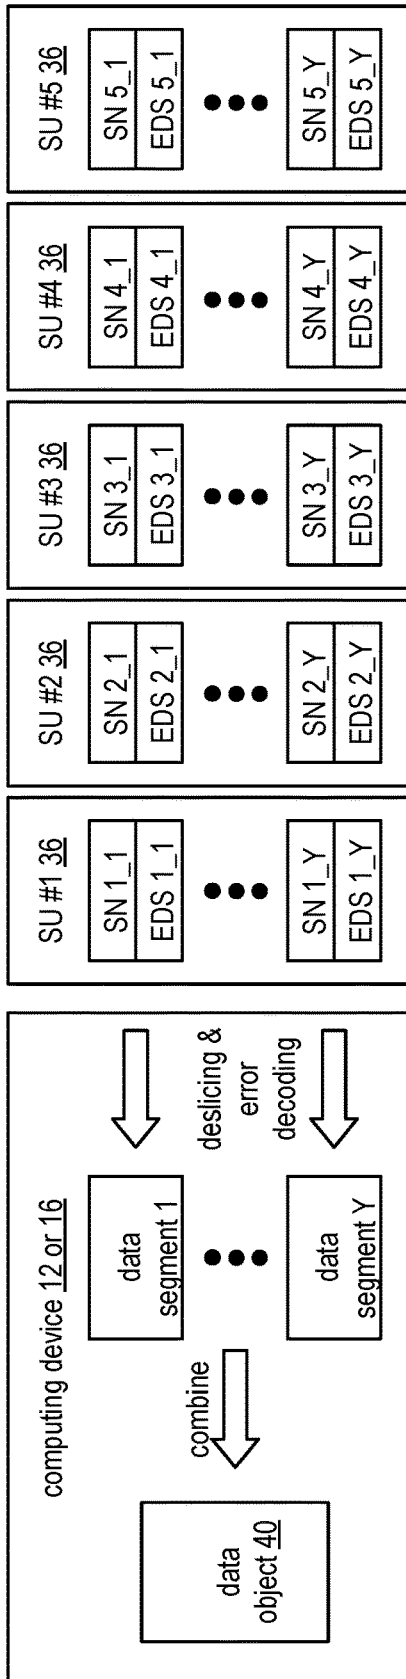 computing device 12 or 16
data
object 40
combine
data
segment 1
data
segment Y
deslicing &
error
decoding
SU #1 36
SN 1_1
EDS 1_1
SN 1_Y
EDS 1_Y
SU #2 36
SN 2_1
EDS 2_1
SN 2_Y
EDS 2_Y
SU #3 36
SN 3_1
EDS 3_1
SN 3_Y
EDS 3_Y
SU #4 36
SN 4_1
EDS 4_1
SN 4_Y
EDS 4_Y
SU #5 36
SN 5_1
EDS 5_1
SN 5_Y
EDS 5_Y